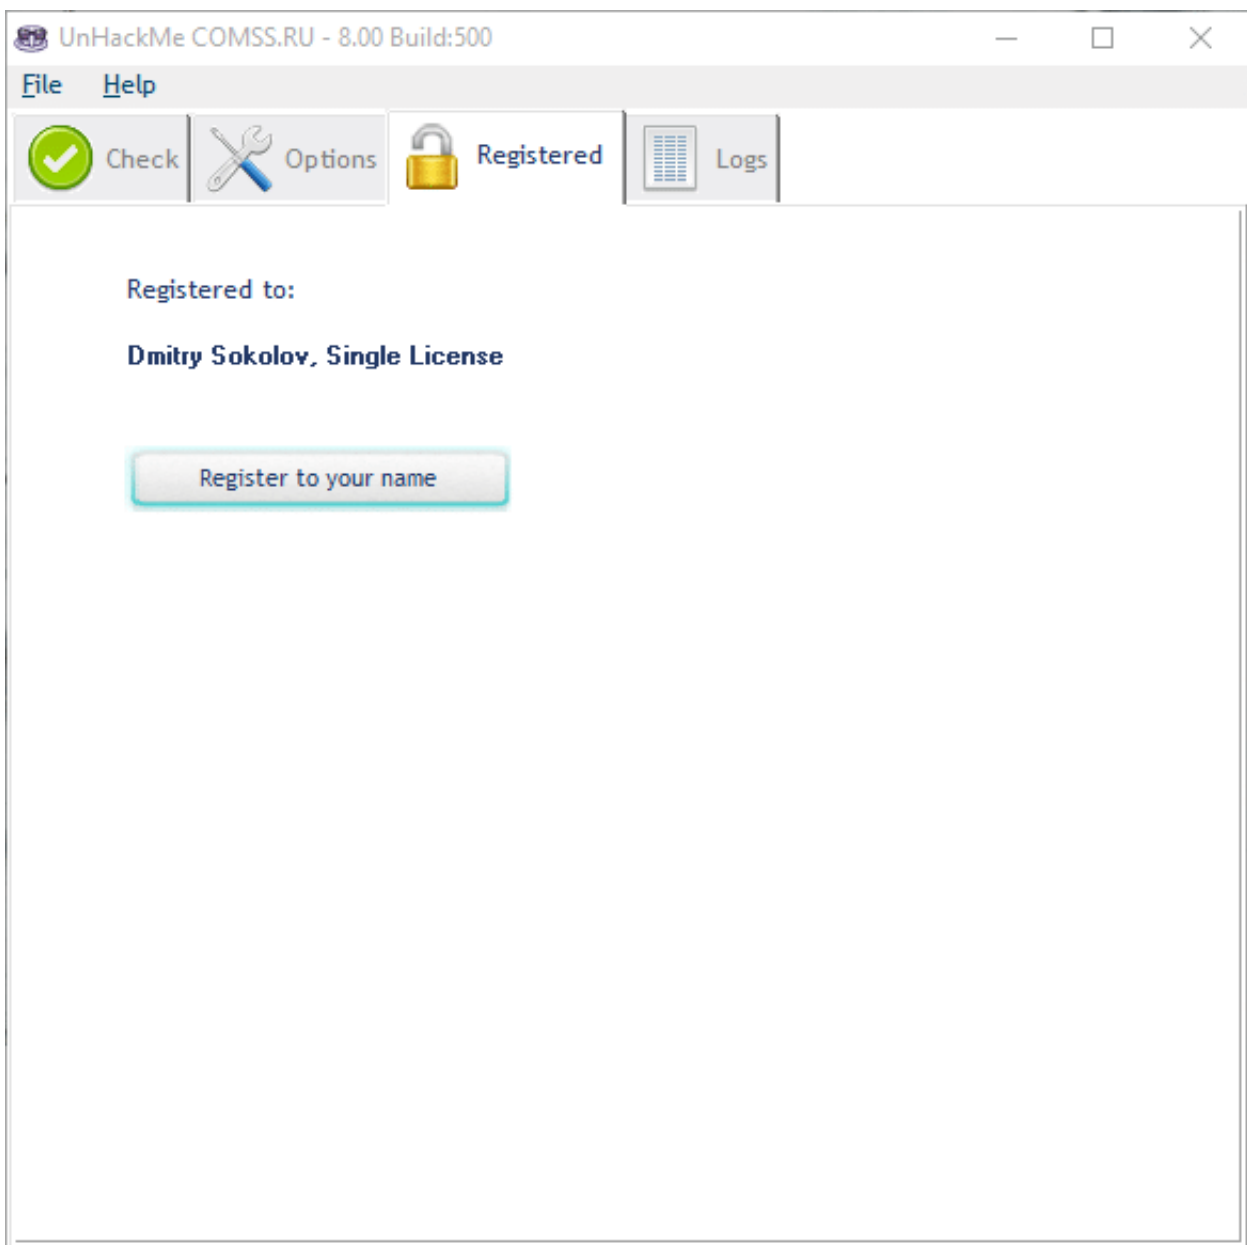 UnHackMe COMSS.RU - 8.00 Build:500
File Help
Check Options Registered Logs
Registered to:
Dmitry Sokolov, Single License
Register to your name